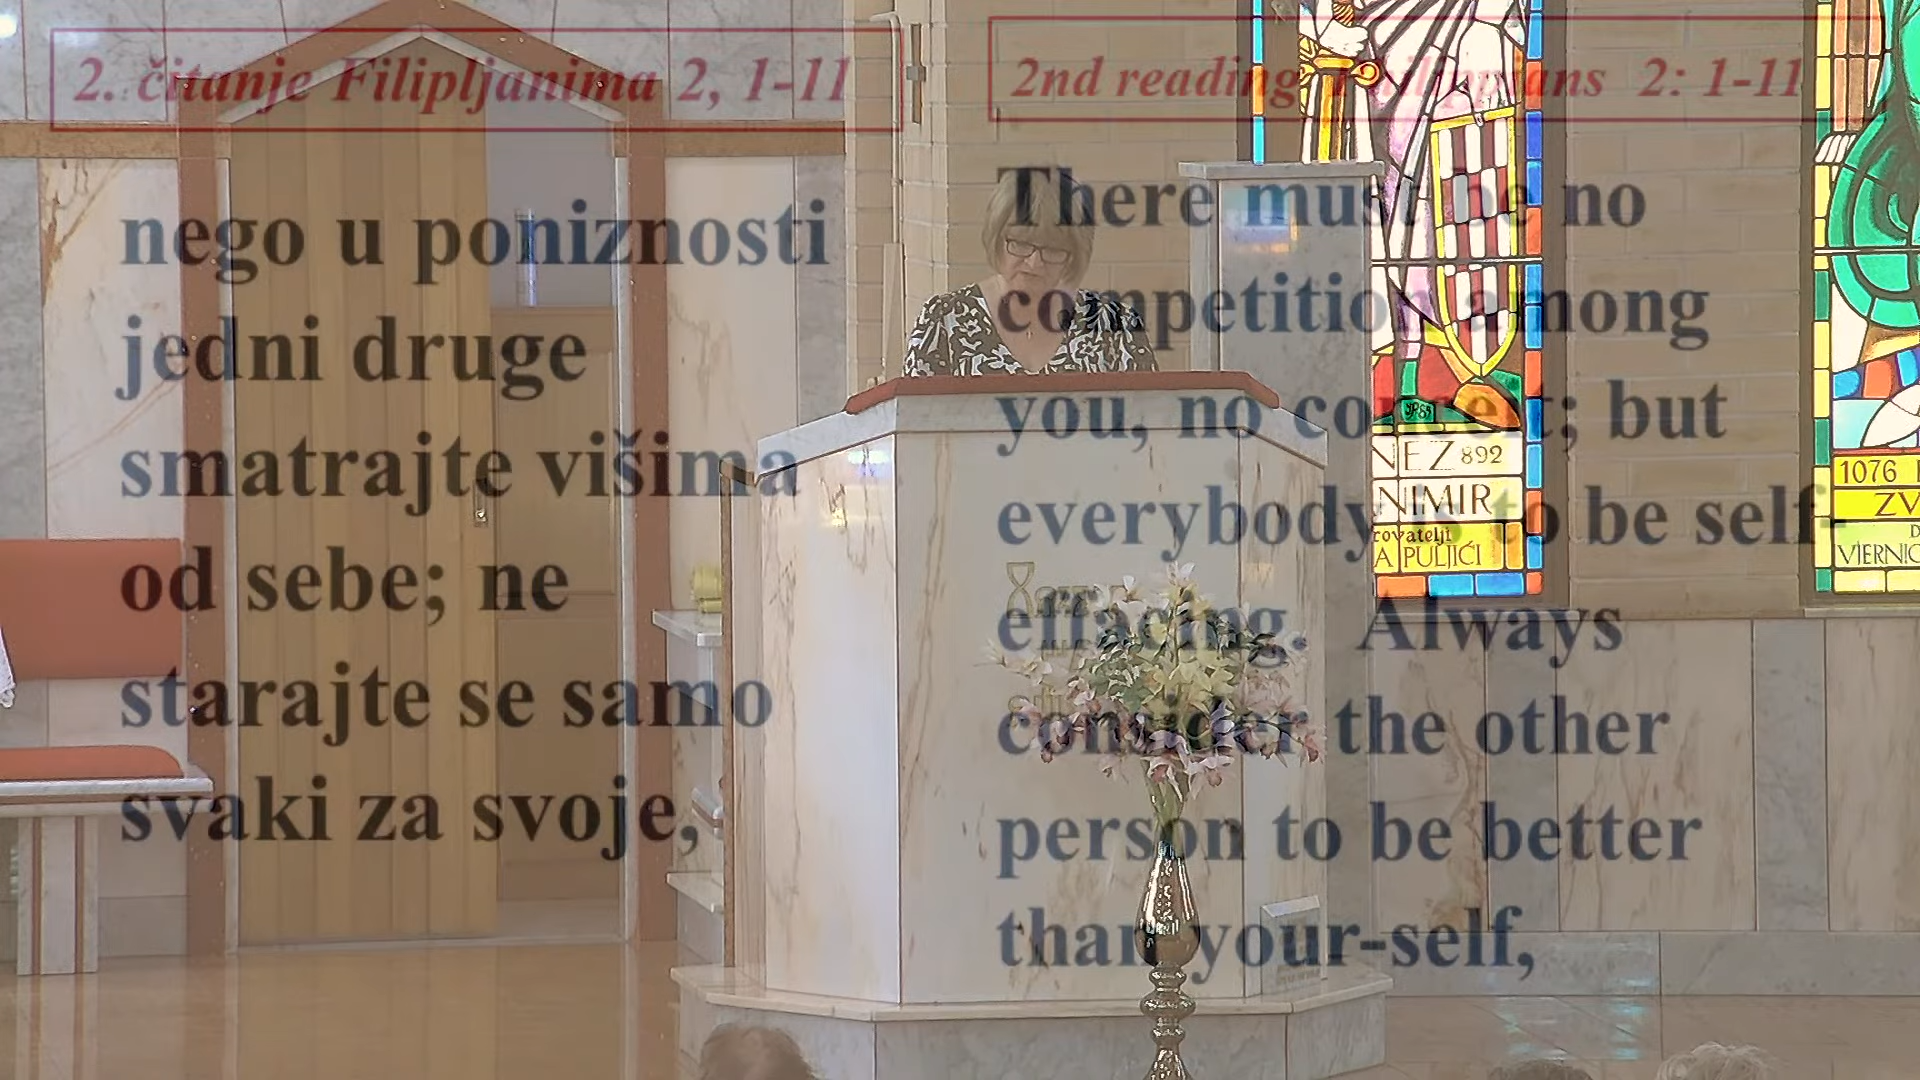 2. čitanje Filipljanima 2, 1-11
nego u poniznosti
jedni druge
smatrajte višima
od sebe; ne
starajte se samo
svaki za svoje,
2nd reading Philippians 2: 1-11
There must be no
competition among
you, no conceit; but
everybody is to be self-
effacing. Always
consider the other
person to be better
than your-self,
NEZ 892
NIMIR
rovatelji
A PULJIĆI
1076
ZV
D
VJERNIC